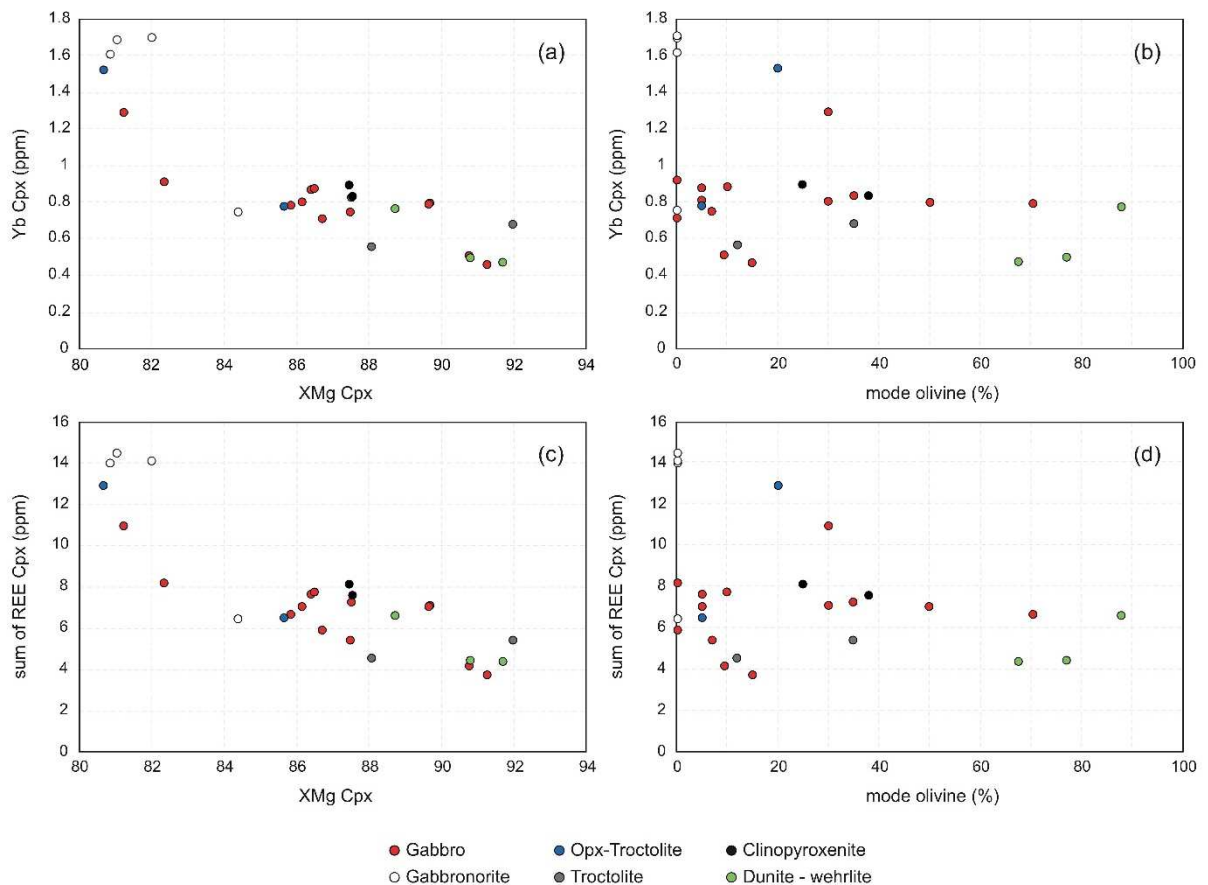 1.8
1.6
1.4
1.2
1
0.8
0.6
0.4
0.2
0
Yb Cpx (ppm)
(a)
80 82 84 86 88 90 92 94
XMg Cpx
1.8
1.6
1.4
1.2
1
0.8
0.6
0.4
0.2
0
Yb Cpx (ppm)
(b)
0 20 40 60 80 100
mode olivine (%)
16
14
12
10
8
6
4
2
0
sum of REE Cpx (ppm)
(c)
80 82 84 86 88 90 92 94
XMg Cpx
16
14
12
10
8
6
4
2
0
sum of REE Cpx (ppm)
(d)
0 20 40 60 80 100
mode olivine (%)
Gabbro Opx-Troctolite Clinopyroxenite
Gabbronorite Troctolite Dunite - wehrlite